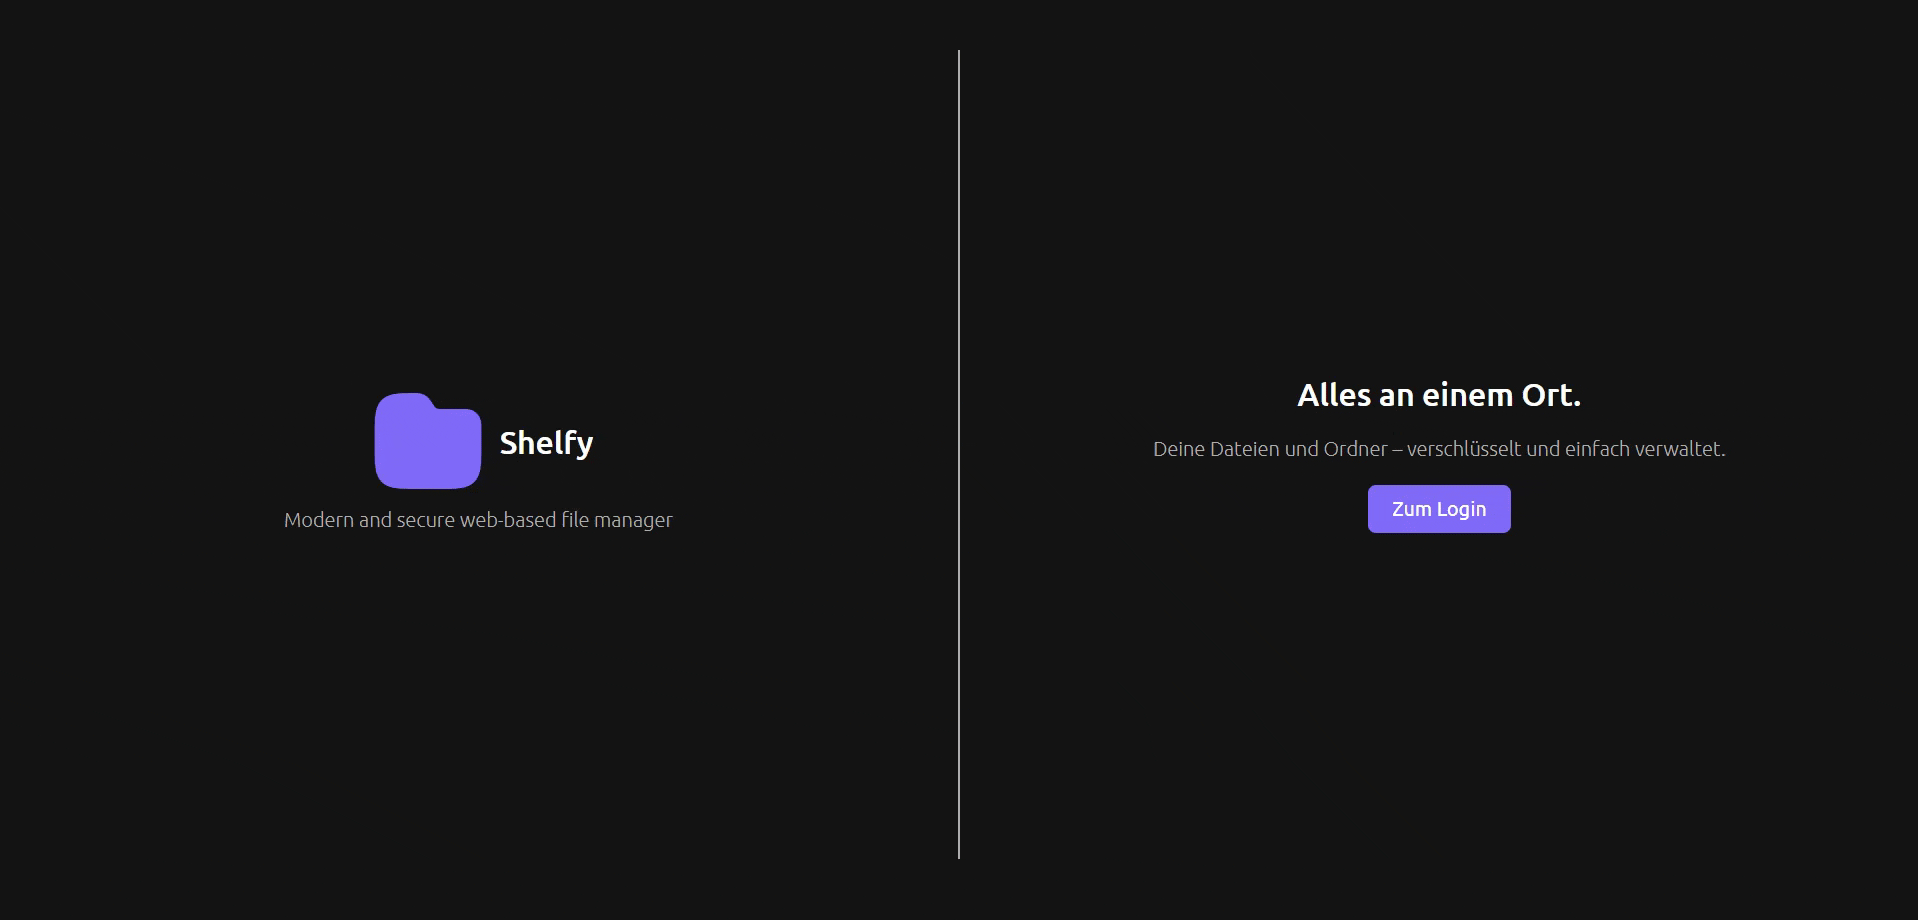 Shelfy
Modern and secure web-based file manager
Alles an einem Ort.
Deine Dateien und Ordner – verschlüsselt und einfach verwaltet.
Zum Login